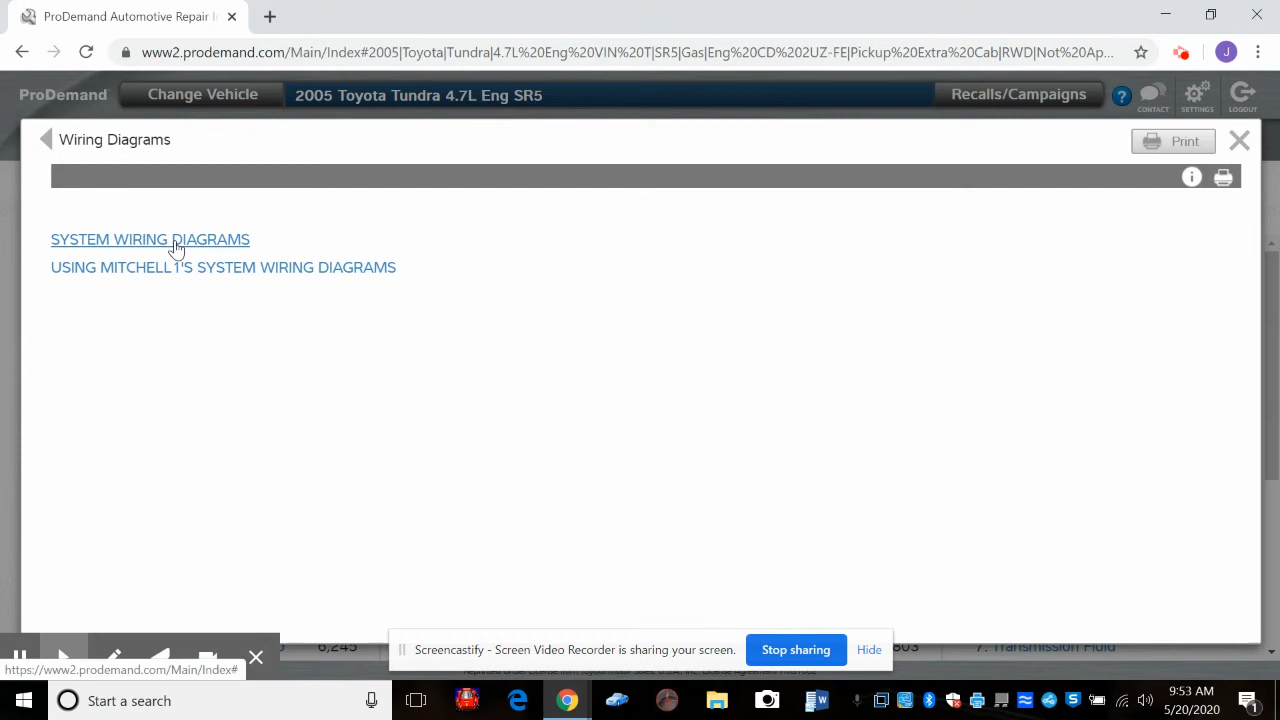 ProDemand Automotive Repair I
www2.prodemand.com/Main/Index#2005|Toyota|Tundra|4.7L%20Eng%20VIN%20T|SR5|Gas|Eng%20CD%202UZ-FE|Pickup%20Extra%20Cab|RWD|Not%20Ap...
J
ProDemand
Change Vehicle
2005 Toyota Tundra 4.7L Eng SR5
Recalls/Campaigns
?
CONTACT
SETTINGS
LOGOUT
Wiring Diagrams
Print
i
SYSTEM WIRING DIAGRAMS
USING MITCHELL1'S SYSTEM WIRING DIAGRAMS
6,245
803
7. Transmission Fluid
Screencastify - Screen Video Recorder is sharing your screen.
Stop sharing
Hide
https://www2.prodemand.com/Main/Index#
Start a search
9:53 AM
5/20/2020
1